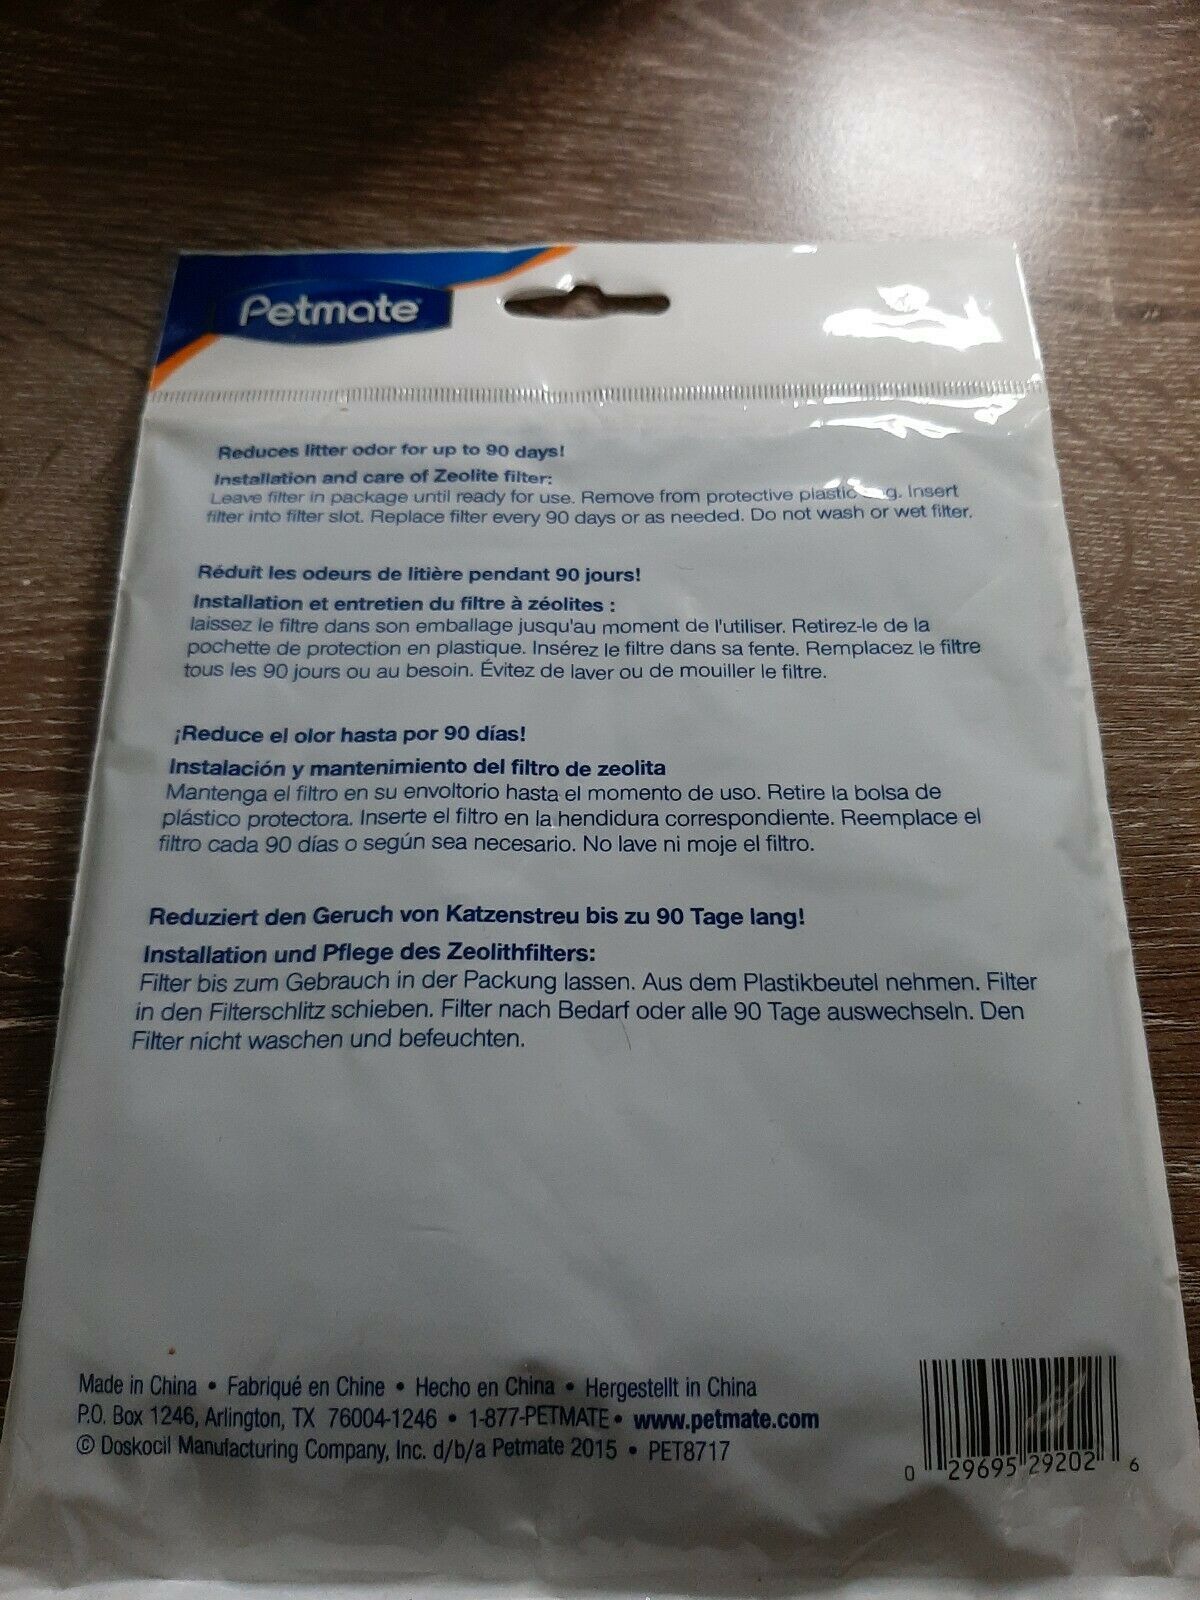 Petmate®
Reduces litter odor for up to 90 days!
Installation and care of Zeolite filter:
Leave filter in package until ready for use. Remove from protective plastic Insert
filter into filter slot. Replace filter every 90 days or as needed. Do not wash or wet filter.
Réduit les odeurs de litière pendant 90 jours!
Installation et entretien du filtre à zéolites :
laissez le filtre dans son emballage jusqu'au moment de l'utiliser. Retirez-le de la
pochette de protection en plastique. Insérez le filtre dans sa fente. Remplacez le filtre
tous les 90 jours ou au besoin. Évitez de laver ou de mouiller le filtre.
¡Reduce el olor hasta por 90 días!
Instalación y mantenimiento del filtro de zeolita
Mantenga el filtro en su envoltorio hasta el momento de uso. Retire la bolsa de
plástico protectora. Inserte el filtro en la hendidura correspondiente. Reemplace el
filtro cada 90 días o según sea necesario. No lave ni moje el filtro.
Reduziert den Geruch von Katzenstreu bis zu 90 Tage lang!
Installation und Pflege des Zeolithfilters:
Filter bis zum Gebrauch in der Packung lassen. Aus dem Plastikbeutel nehmen. Filter
in den Filterschlitz schieben. Filter nach Bedarf oder alle 90 Tage auswechseln. Den
Filter nicht waschen und befeuchten.
Made in China • Fabriqué en Chine • Hecho en China • Hergestellt in China
P.O. Box 1246, Arlington, TX 76004-1246 • 1-877-PETMATE • www.petmate.com
© Doskocil Manufacturing Company, Inc. d/b/a Petmate 2015 • PET8717
0 29695 29202 6